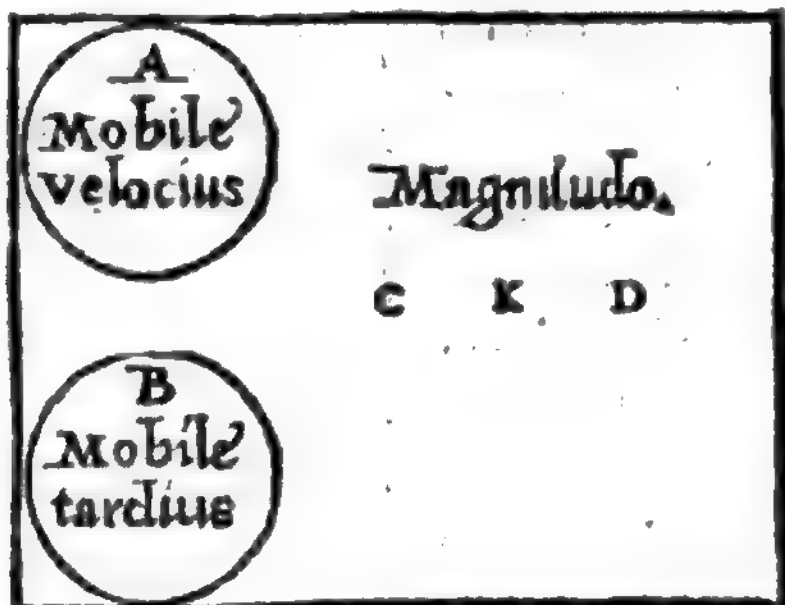 A
Mobile
velocius
Magnitudo.
C K D
B
Mobile
tardius